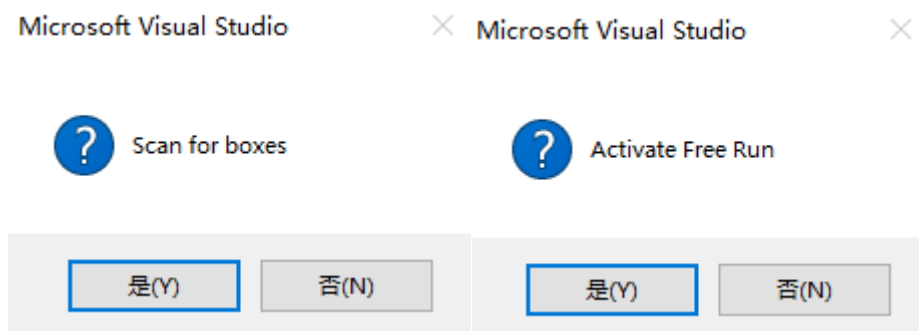 Microsoft Visual Studio
Scan for boxes
是(Y)
否(N)
Microsoft Visual Studio
Activate Free Run
是(Y)
否(N)